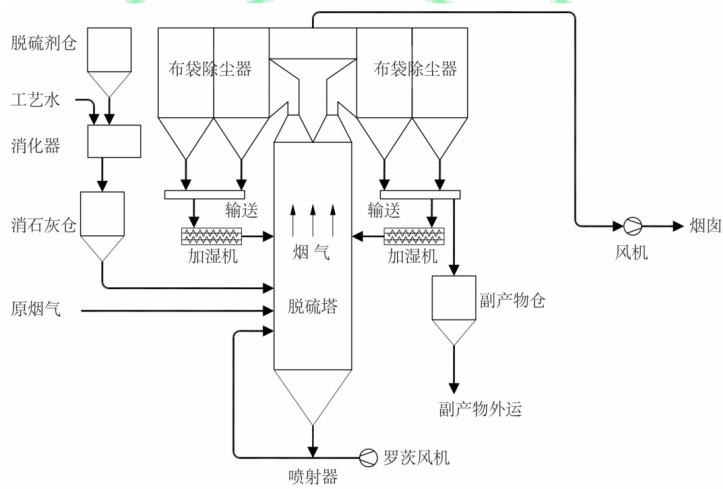 脱硫剂仓
布袋除尘器
布袋除尘器
工艺水
消化器
消石灰仓
输送
输送
加湿机
烟气
加湿机
风机
烟囱
原烟气
脱硫塔
副产物仓
副产物外运
罗茨风机
喷射器